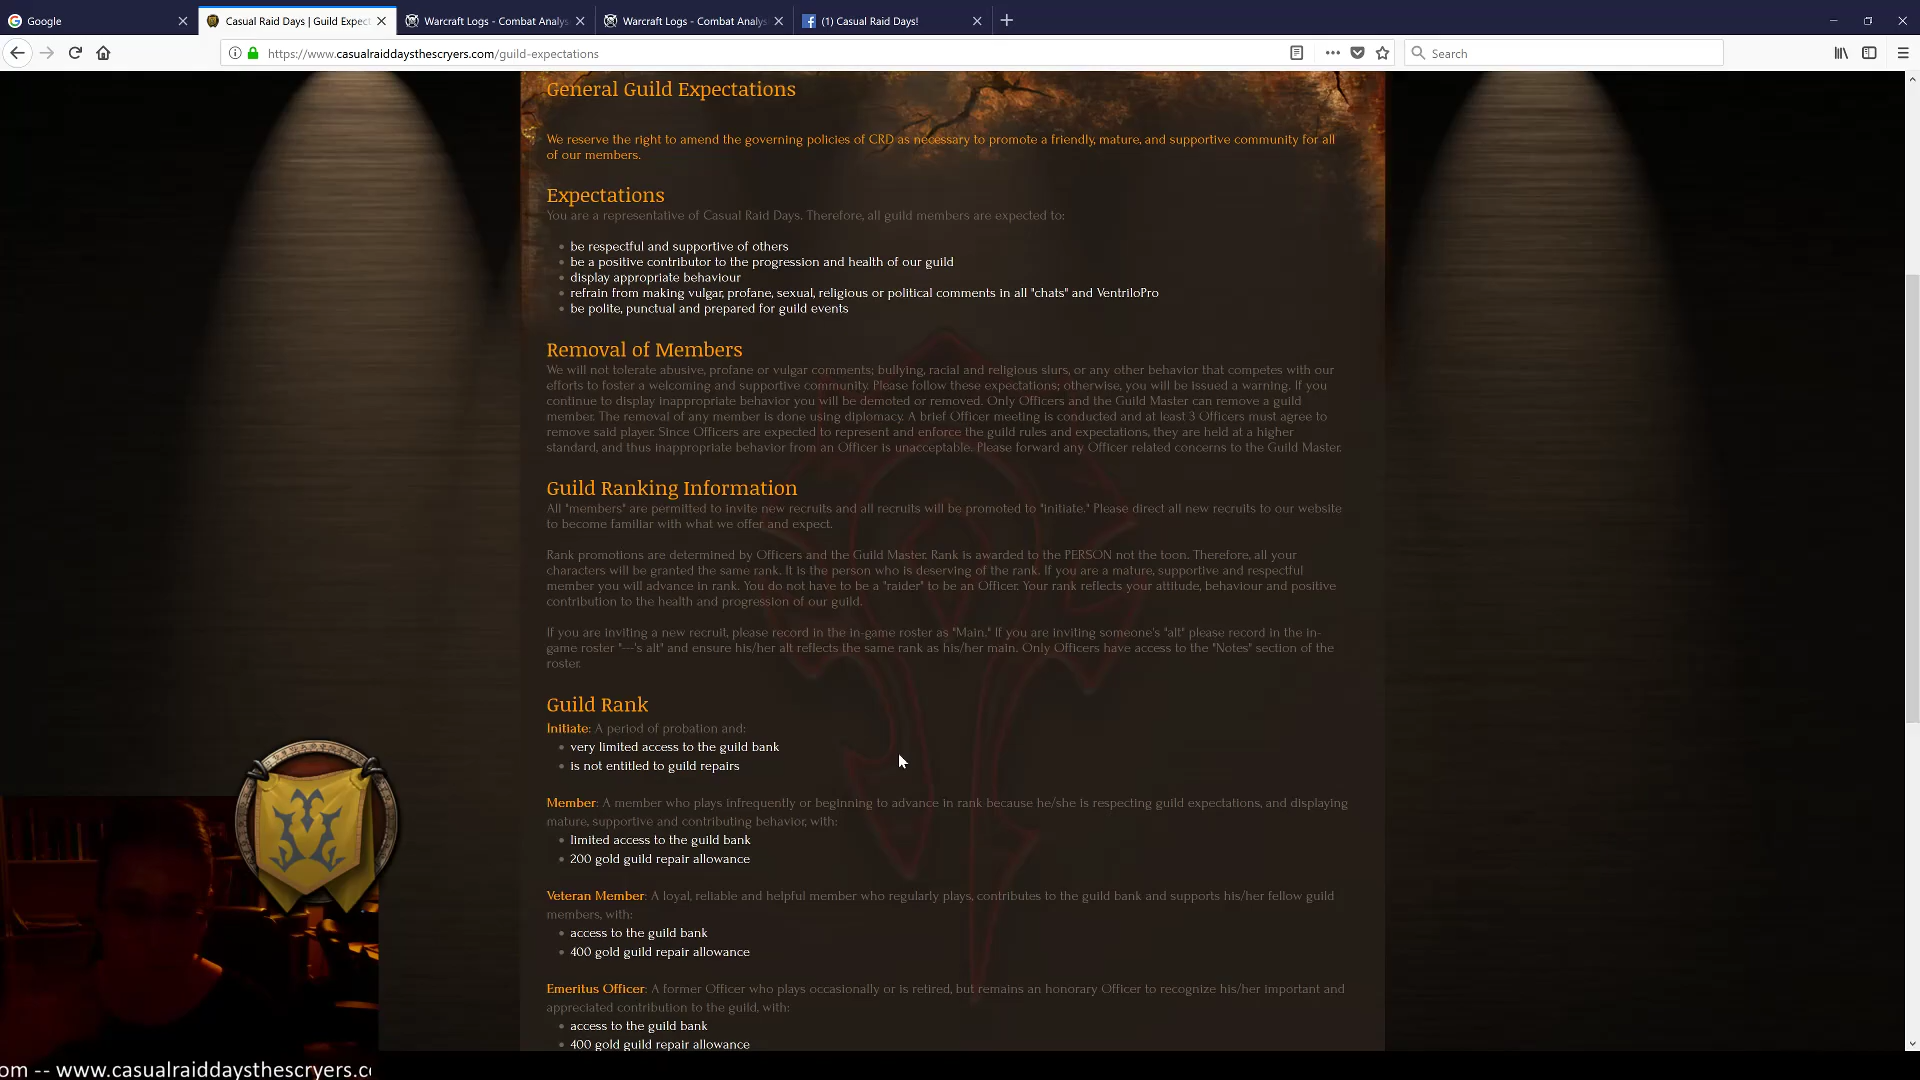 Google
Casual Raid Days | Guild Expect
Warcraft Logs - Combat Analys
Warcraft Logs - Combat Analys
(1) Casual Raid Days!
https://www.casualraiddaysthescryers.com/guild-expectations
Search
General Guild Expectations
We reserve the right to amend the governing policies of CRD as necessary to promote a friendly, mature, and supportive community for all
of our members.
Expectations
You are a representative of Casual Raid Days. Therefore, all guild members are expected to:
be respectful and supportive of others
be a positive contributor to the progression and health of our guild
display appropriate behaviour
refrain from making vulgar, profane, sexual, religious or political comments in all "chats" and VentriloPro
be polite, punctual and prepared for guild events
Removal of Members
We will not tolerate abusive, profane or vulgar comments; bullying, racial and religious slurs, or any other behavior that competes with our
efforts to foster a welcoming and supportive community. Please follow these expectations; otherwise, you will be issued a warning. If you
continue to display inappropriate behavior you will be demoted or removed. Only Officers and the Guild Master can remove a guild
member. The removal of any member is done using diplomacy. A brief Officer meeting is conducted and at least 3 Officers must agree to
remove said player. Since Officers are expected to represent and enforce the guild rules and expectations, they are held at a higher
standard, and thus inappropriate behavior from an Officer is unacceptable. Please forward any Officer related concerns to the Guild Master.
Guild Ranking Information
All "members" are permitted to invite new recruits and all recruits will be promoted to "initiate." Please direct all new recruits to our website
to become familiar with what we offer and expect.
Rank promotions are determined by Officers and the Guild Master. Rank is awarded to the PERSON not the toon. Therefore, all your
characters will be granted the same rank. It is the person who is deserving of the rank. If you are a mature, supportive and respectful
member you will advance in rank. You do not have to be a "raider" to be an Officer. Your rank reflects your attitude, behaviour and positive
contribution to the health and progression of our guild.
If you are inviting a new recruit, please record in the in-game roster as "Main." If you are inviting someone's "alt" please record in the in-
game roster "---'s alt" and ensure his/her alt reflects the same rank as his/her main. Only Officers have access to the "Notes" section of the
roster.
Guild Rank
Initiate: A period of probation and:
very limited access to the guild bank
is not entitled to guild repairs
Member: A member who plays infrequently or beginning to advance in rank because he/she is respecting guild expectations, and displaying
mature, supportive and contributing behavior, with:
limited access to the guild bank
200 gold guild repair allowance
Veteran Member: A loyal, reliable and helpful member who regularly plays, contributes to the guild bank and supports his/her fellow guild
members, with:
access to the guild bank
400 gold guild repair allowance
Emeritus Officer: A former Officer who plays occasionally or is retired, but remains an honorary Officer to recognize his/her important and
appreciated contribution to the guild, with:
access to the guild bank
400 gold guild repair allowance
om -- www.casualraiddaysthescryers.co